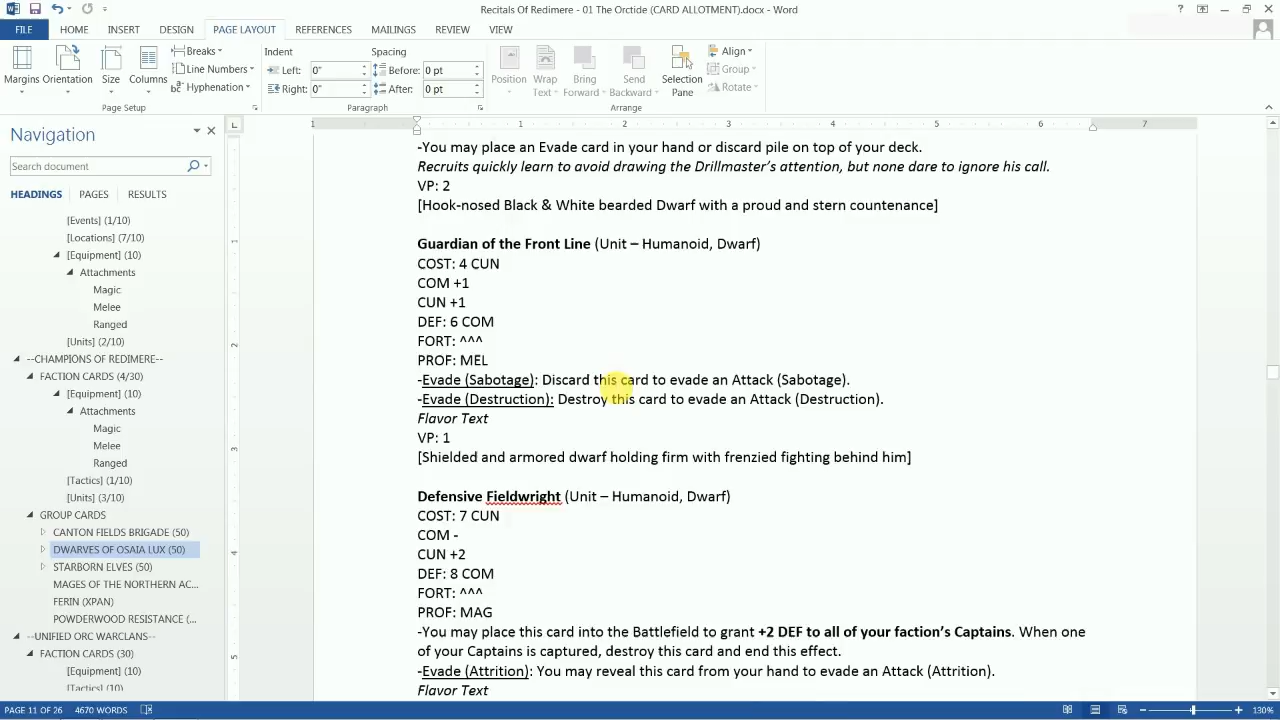 Recitals Of Redimere - 01 The Orctide (CARD ALLOTMENT).docx - Word
FILE HOME INSERT DESIGN PAGE LAYOUT REFERENCES MAILINGS REVIEW VIEW
Margins Orientation Size Columns
Breaks
Line Numbers
Hyphenation
Page Setup
Indent Spacing
Left: 0" Before: 0 pt
Right: 0" After: 0 pt
Paragraph
Position Wrap Text Bring Forward Send Backward Selection Pane
Align
Group
Rotate
Arrange
Navigation
Search document
HEADINGS PAGES RESULTS
[Events] (1/10)
[Locations] (7/10)
[Equipment] (10)
Attachments
Magic
Melee
Ranged
[Units] (2/10)
--CHAMPIONS OF REDIMERE--
FACTION CARDS (4/30)
[Equipment] (10)
Attachments
Magic
Melee
Ranged
[Tactics] (1/10)
[Units] (3/10)
GROUP CARDS
CANTON FIELDS BRIGADE (50)
DWARVES OF OSAIA LUX (50)
STARBORN ELVES (50)
MAGES OF THE NORTHERN AC...
FERIN (XPAN)
POWDERWOOD RESISTANCE (...
--UNIFIED ORC WARCLANS--
FACTION CARDS (30)
[Equipment] (10)
[Tactics] (10)
1 1 2 3 4 5 6 7
1
2
3
4
5
-You may place an Evade card in your hand or discard pile on top of your deck.
Recruits quickly learn to avoid drawing the Drillmaster's attention, but none dare to ignore his call.
VP: 2
[Hook-nosed Black & White bearded Dwarf with a proud and stern countenance]
Guardian of the Front Line (Unit – Humanoid, Dwarf)
COST: 4 CUN
COM +1
CUN +1
DEF: 6 COM
FORT: ^^^
PROF: MEL
-Evade (Sabotage): Discard this card to evade an Attack (Sabotage).
-Evade (Destruction): Destroy this card to evade an Attack (Destruction).
Flavor Text
VP: 1
[Shielded and armored dwarf holding firm with frenzied fighting behind him]
Defensive Fieldwright (Unit – Humanoid, Dwarf)
COST: 7 CUN
COM -
CUN +2
DEF: 8 COM
FORT: ^^^
PROF: MAG
-You may place this card into the Battlefield to grant +2 DEF to all of your faction's Captains. When one
of your Captains is captured, destroy this card and end this effect.
-Evade (Attrition): You may reveal this card from your hand to evade an Attack (Attrition).
Flavor Text
PAGE 11 OF 26 4670 WORDS 130%